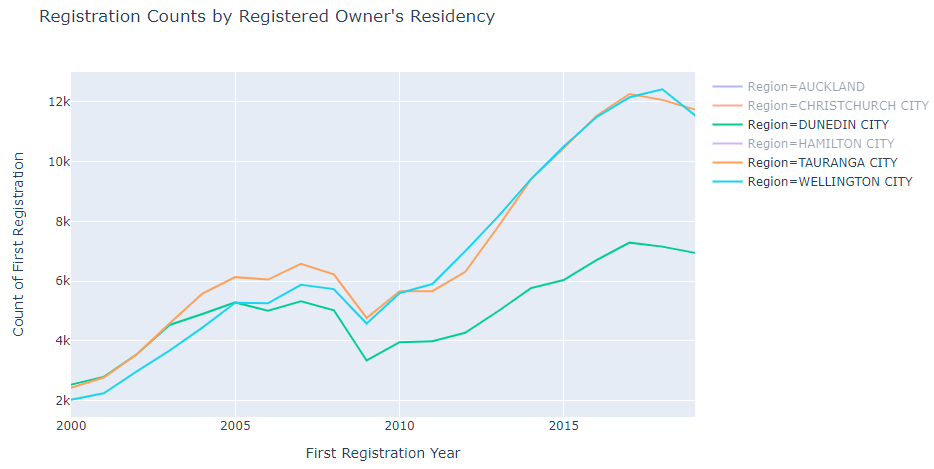 Registration Counts by Registered Owner's Residency
12k
10k
8k
6k
4k
2k
Count of First Registration
2000
2005
2010
2015
First Registration Year
Region=AUCKLAND
Region=CHRISTCHURCH CITY
Region=DUNEDIN CITY
Region=HAMILTON CITY
Region=TAURANGA CITY
Region=WELLINGTON CITY